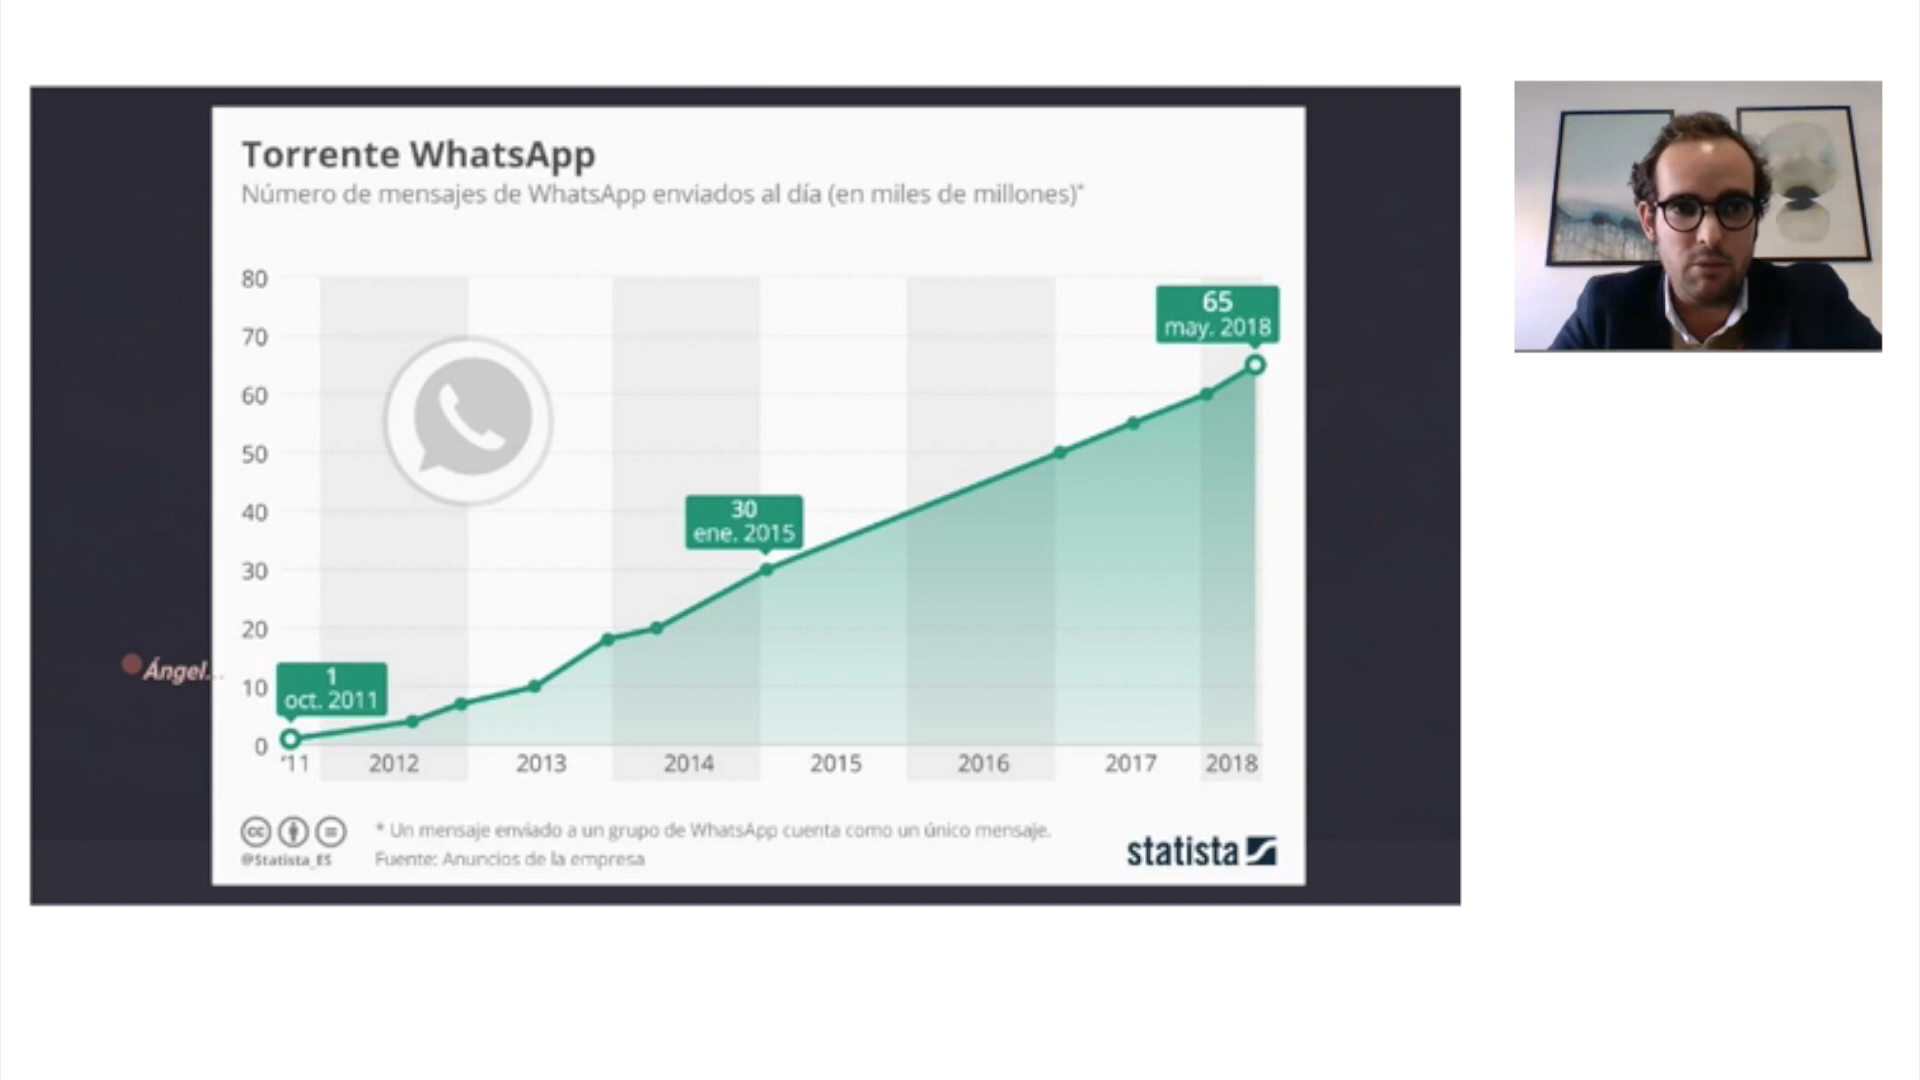 Torrente WhatsApp
Número de mensajes de WhatsApp enviados al día (en miles de millones)*
80
70
60
50
40
30
20
10
0
65
may. 2018
30
ene. 2015
1
oct. 2011
Ángel...
'11 2012 2013 2014 2015 2016 2017 2018
* Un mensaje enviado a un grupo de WhatsApp cuenta como un único mensaje.
@Statista_ES Fuente: Anuncios de la empresa
cc
statista